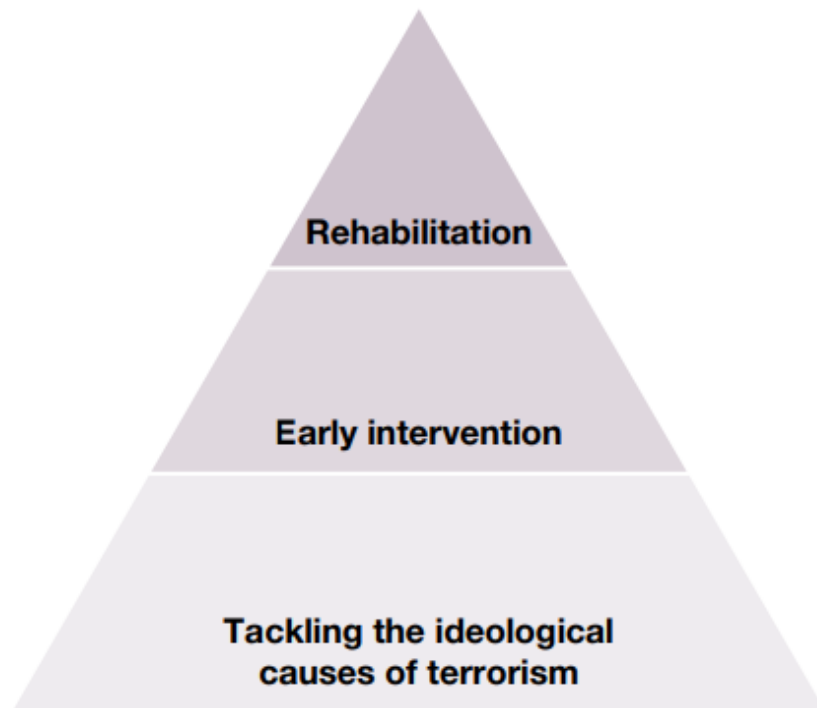 Rehabilitation
Early intervention
Tackling the ideological
causes of terrorism